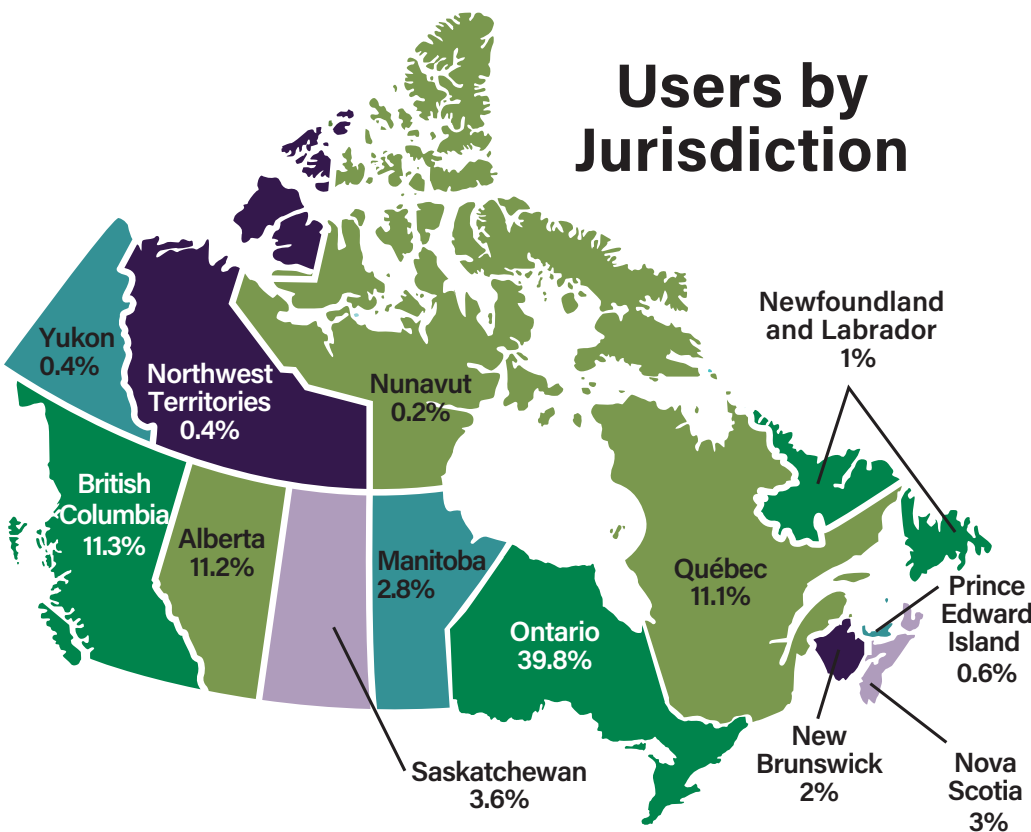 Users by
Jurisdiction
Newfoundland
and Labrador
1%
Yukon
0.4%
Northwest
Territories
0.4%
Nunavut
0.2%
British
Columbia
11.3%
Alberta
11.2%
Manitoba
2.8%
Québec
11.1%
Ontario
39.8%
Prince
Edward
Island
0.6%
New
Brunswick
2%
Nova
Scotia
3%
Saskatchewan
3.6%